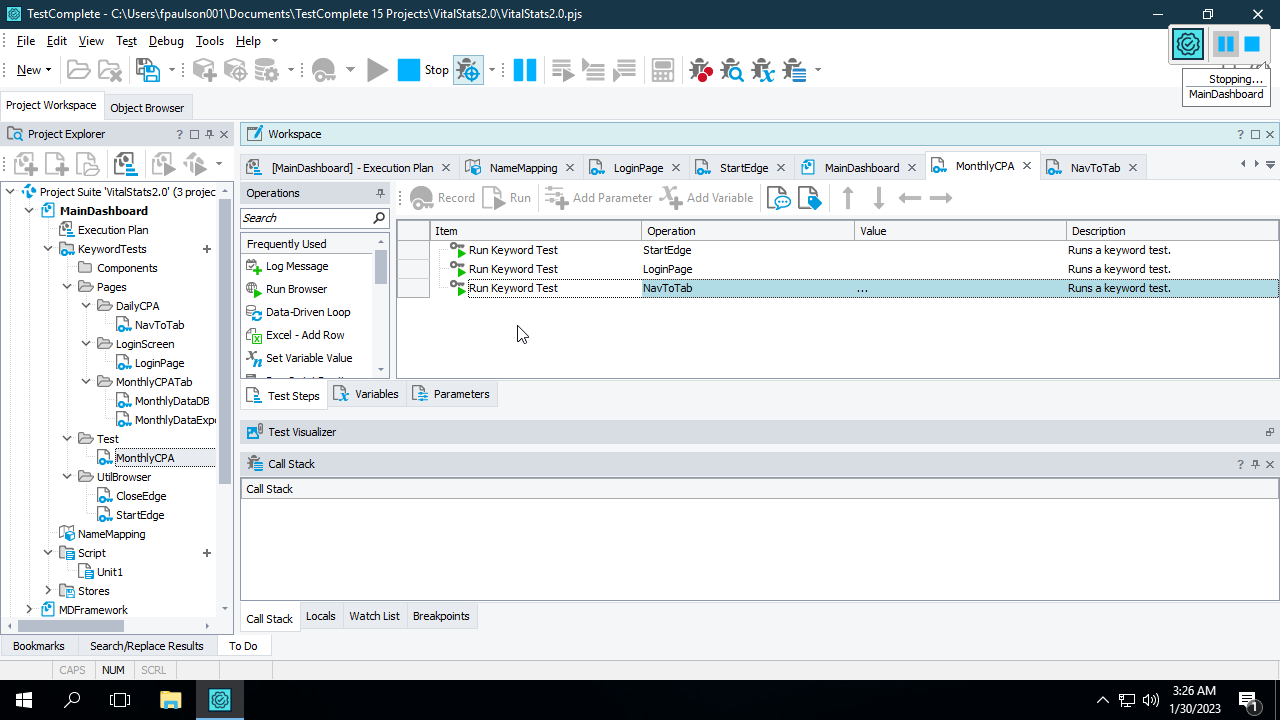 TestComplete - C:\Users\fpaulson001\Documents\TestComplete 15 Projects\VitalStats2.0\VitalStats2.0.pjs
File Edit View Test Debug Tools Help
New Stop
Stopping...
MainDashboard
Project Workspace Object Browser
Project Explorer ?
Workspace ?
[MainDashboard] - Execution Plan NameMapping LoginPage StartEdge MainDashboard MonthlyCPA NavToTab
Project Suite 'VitalStats2.0' (3 projec
MainDashboard
Execution Plan
KeywordTests
Components
Pages
DailyCPA
NavToTab
LoginScreen
LoginPage
MonthlyCPATab
MonthlyDataDB
MonthlyDataExp
Test
MonthlyCPA
UtilBrowser
CloseEdge
StartEdge
NameMapping
Script
Unit1
Stores
MDFramework
Operations
Search
Frequently Used
Log Message
Run Browser
Data-Driven Loop
Excel - Add Row
Set Variable Value
Record Run Add Parameter Add Variable
Item Operation Value Description
Run Keyword Test StartEdge Runs a keyword test.
Run Keyword Test LoginPage Runs a keyword test.
Run Keyword Test NavToTab ... Runs a keyword test.
Test Steps Variables Parameters
Test Visualizer
Call Stack ?
Call Stack
Call Stack Locals Watch List Breakpoints
Bookmarks Search/Replace Results To Do
CAPS NUM SCRL
3:26 AM
1/30/2023
1